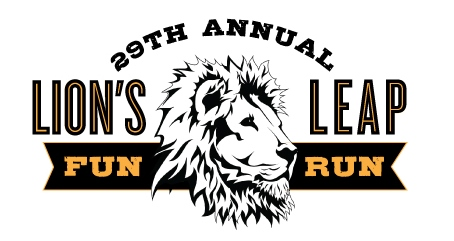 29TH ANNUAL
LION'S LEAP
FUN RUN